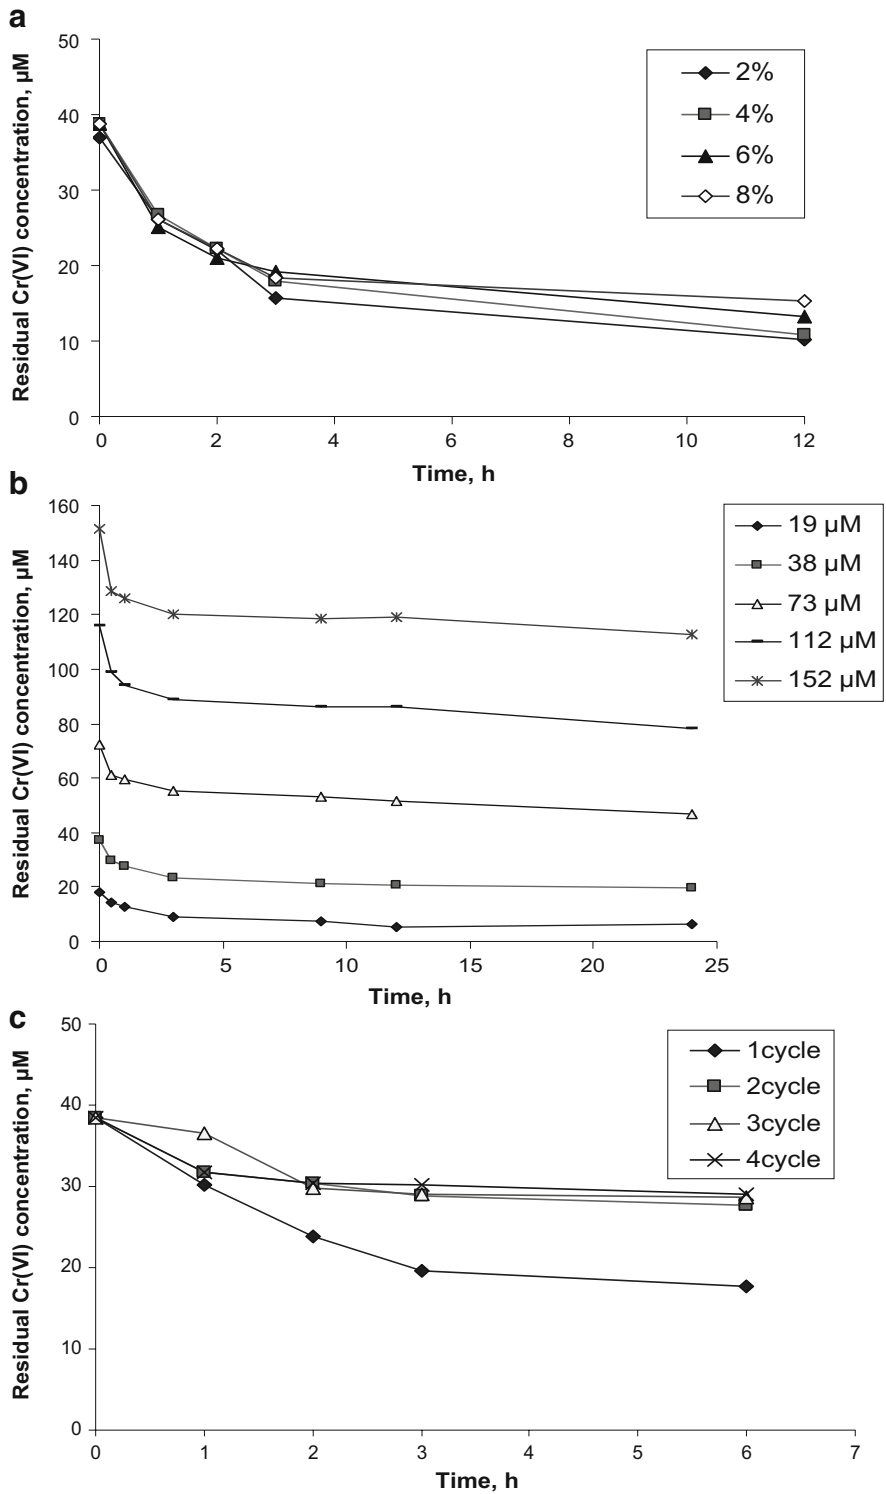 a
Residual Cr(VI) concentration, µM
50
40
30
20
10
0
0 2 4 6 8 10 12
Time, h
2%
4%
6%
8%
b
Residual Cr(VI) concentration, µM
160
140
120
100
80
60
40
20
0
0 5 10 15 20 25
Time, h
19 µM
38 µM
73 µM
112 µM
152 µM
c
Residual Cr(VI) concentration, µM
50
40
30
20
10
0
0 1 2 3 4 5 6 7
Time, h
1cycle
2cycle
3cycle
4cycle